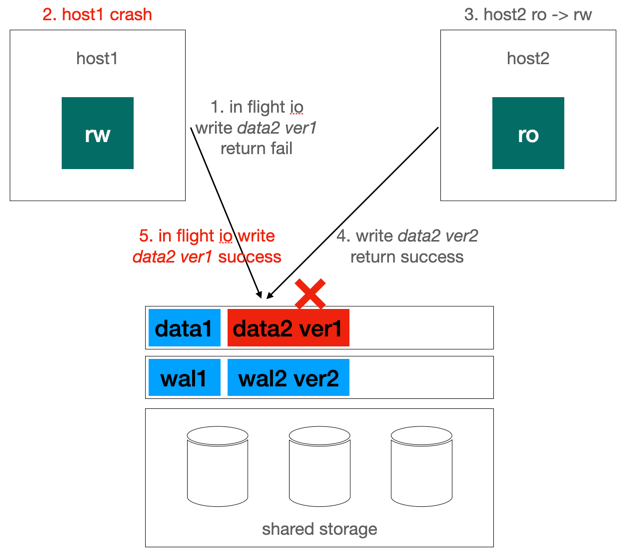 2. host1 crash
3. host2 ro -> rw
host1
host2
rw
ro
1. in flight io
write data2 ver1
return fail
5. in flight io write
data2 ver1 success
4. write data2 ver2
return success
data1
data2 ver1
wal1
wal2 ver2
shared storage